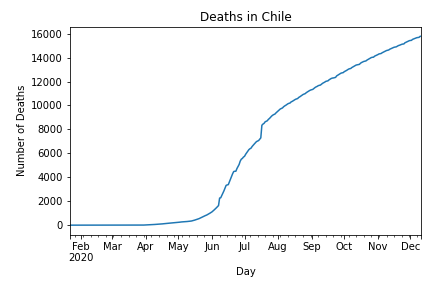 Deaths in Chile
16000
14000
12000
10000
8000
6000
4000
2000
0
Number of Deaths
Feb Mar Apr May Jun Jul Aug Sep Oct Nov Dec
2020
Day